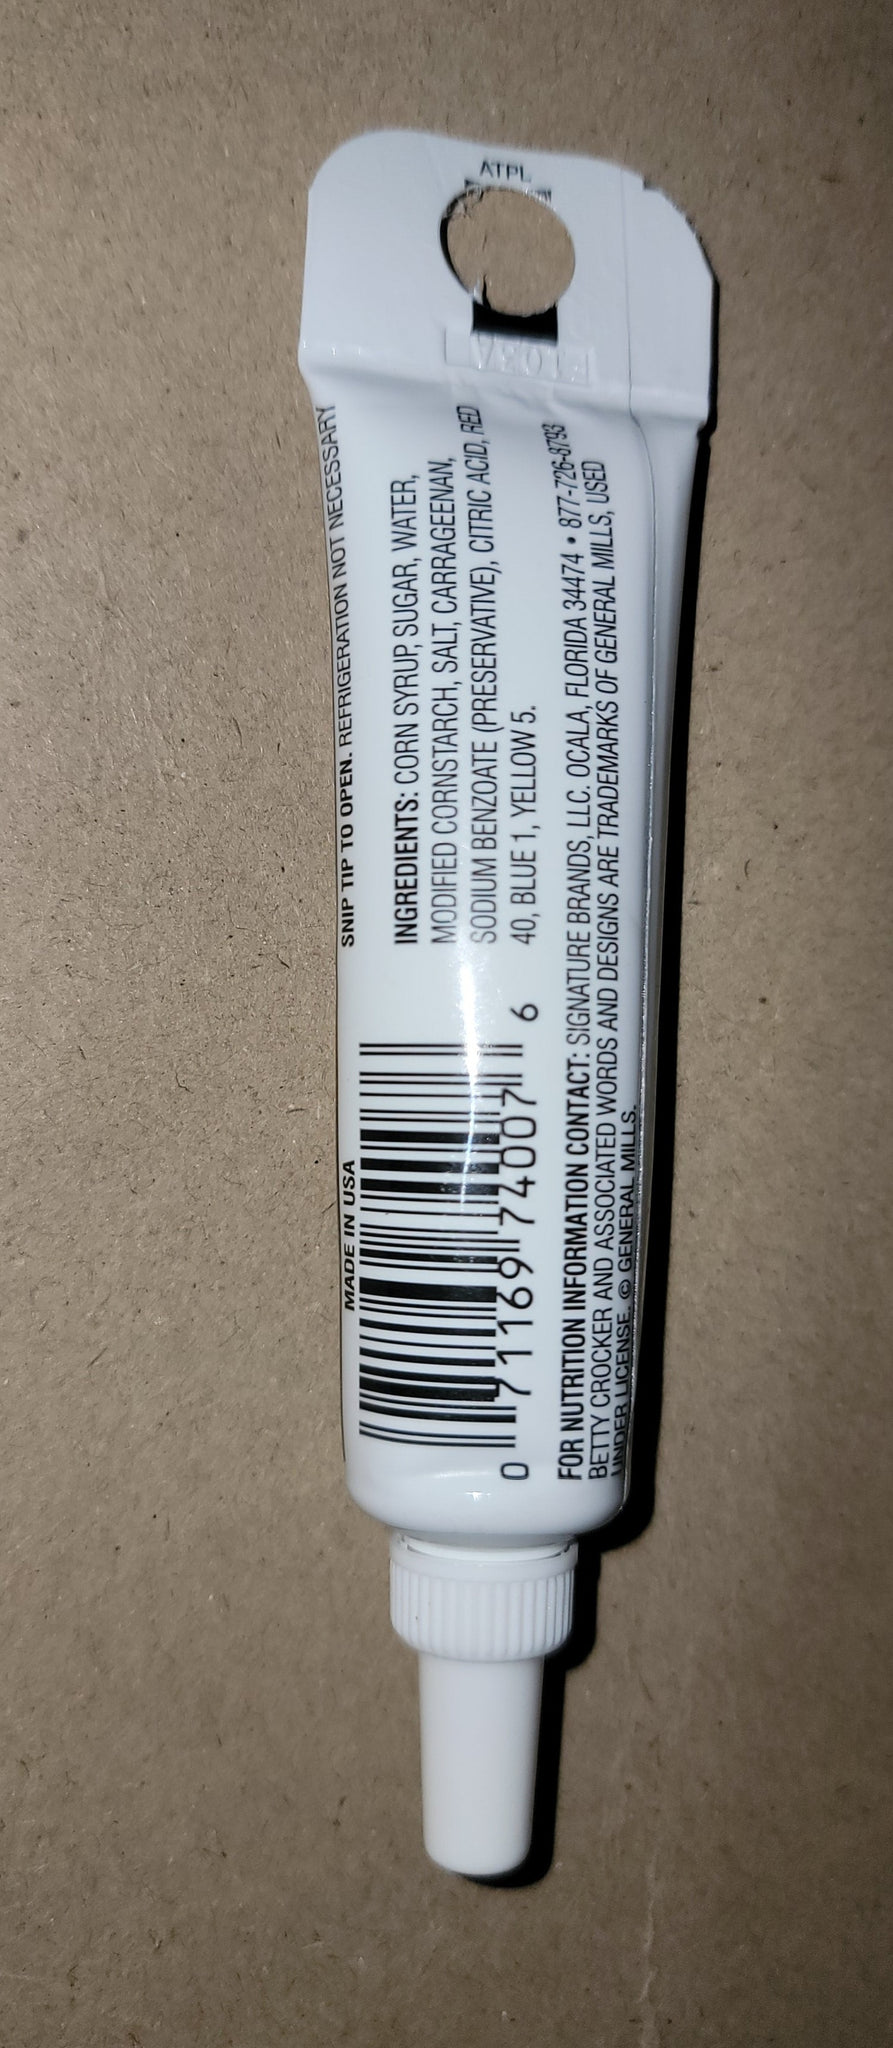 ATPL
SNIP TIP TO OPEN. REFRIGERATION NOT NECESSARY
MADE IN USA
INGREDIENTS: CORN SYRUP, SUGAR, WATER,
MODIFIED CORNSTARCH, SALT, CARRAGEENAN,
SODIUM BENZOATE (PRESERVATIVE), CITRIC ACID, RED
40, BLUE 1, YELLOW 5.
0 71169 74007 6
FOR NUTRITION INFORMATION CONTACT: SIGNATURE BRANDS, LLC. OCALA, FLORIDA 34474 • 877-726-8793
BETTY CROCKER AND ASSOCIATED WORDS AND DESIGNS ARE TRADEMARKS OF GENERAL MILLS, USED
UNDER LICENSE. © GENERAL MILLS.